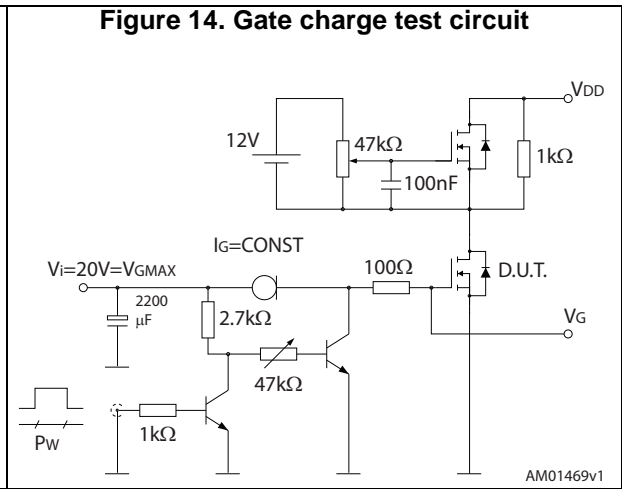 Figure 14. Gate charge test circuit
VDD
12V
47kΩ
1kΩ
100nF
IG=CONST
Vi=20V=VGMAX
100Ω
D.U.T.
2200
μF
2.7kΩ
VG
47kΩ
1kΩ
PW
AM01469v1